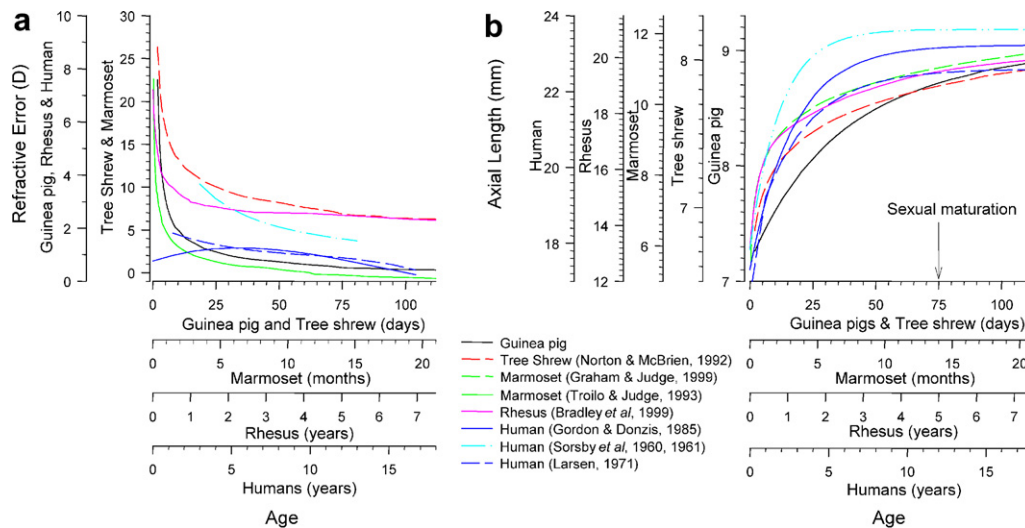 a
Refractive Error (D)
Guinea pig, Rhesus & Human
10
8
6
4
2
0
Tree Shrew & Marmoset
30
25
20
15
10
5
0
0 25 50 75 100
Guinea pig and Tree shrew (days)
0 5 10 15 20
Marmoset (months)
0 1 2 3 4 5 6 7
Rhesus (years)
0 5 10 15
Humans (years)
Age
Guinea pig
Tree Shrew (Norton & McBrien, 1992)
Marmoset (Graham & Judge, 1999)
Marmoset (Troilo & Judge, 1993)
Rhesus (Bradley et al, 1999)
Human (Gordon & Donzis, 1985)
Human (Sorsby et al, 1960, 1961)
Human (Larsen, 1971)
b
Axial Length (mm)
Human
24
22
20
18
Rhesus
20
18
16
14
12
Marmoset
12
10
8
6
Tree shrew
8
7
Guinea pig
9
8
7
Sexual maturation
0 25 50 75 100
Guinea pigs & Tree shrew (days)
0 5 10 15 20
Marmoset (months)
0 1 2 3 4 5 6 7
Rhesus (years)
0 5 10 15
Humans (years)
Age